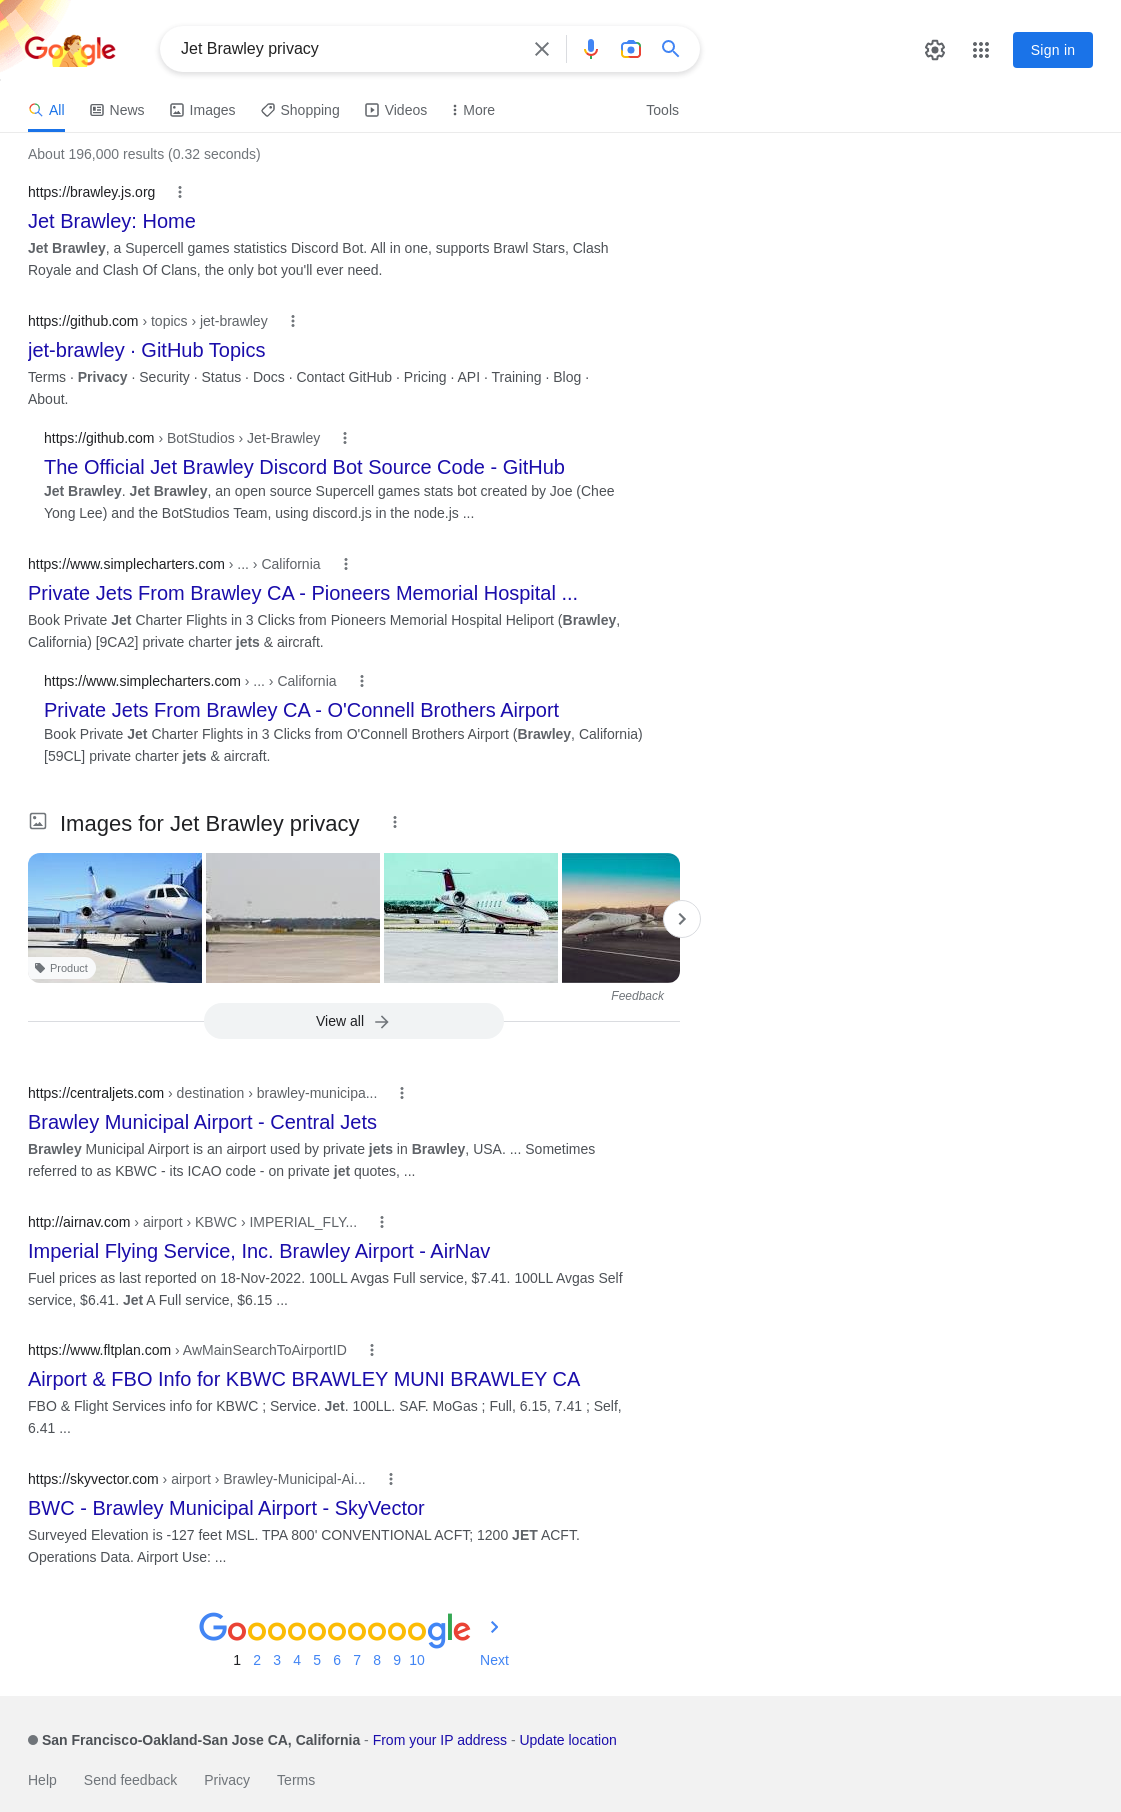 Google
Jet Brawley privacy
Sign in
All News Images Shopping Videos More Tools
About 196,000 results (0.32 seconds)
https://brawley.js.org
Jet Brawley: Home
Jet Brawley, a Supercell games statistics Discord Bot. All in one, supports Brawl Stars, Clash
Royale and Clash Of Clans, the only bot you'll ever need.
https://github.com › topics › jet-brawley
jet-brawley · GitHub Topics
Terms · Privacy · Security · Status · Docs · Contact GitHub · Pricing · API · Training · Blog ·
About.
https://github.com › BotStudios › Jet-Brawley
The Official Jet Brawley Discord Bot Source Code - GitHub
Jet Brawley. Jet Brawley, an open source Supercell games stats bot created by Joe (Chee
Yong Lee) and the BotStudios Team, using discord.js in the node.js ...
https://www.simplecharters.com › ... › California
Private Jets From Brawley CA - Pioneers Memorial Hospital ...
Book Private Jet Charter Flights in 3 Clicks from Pioneers Memorial Hospital Heliport (Brawley,
California) [9CA2] private charter jets & aircraft.
https://www.simplecharters.com › ... › California
Private Jets From Brawley CA - O'Connell Brothers Airport
Book Private Jet Charter Flights in 3 Clicks from O'Connell Brothers Airport (Brawley, California)
[59CL] private charter jets & aircraft.
Images for Jet Brawley privacy
Product
Feedback
View all
https://centraljets.com › destination › brawley-municipa...
Brawley Municipal Airport - Central Jets
Brawley Municipal Airport is an airport used by private jets in Brawley, USA. ... Sometimes
referred to as KBWC - its ICAO code - on private jet quotes, ...
http://airnav.com › airport › KBWC › IMPERIAL_FLY...
Imperial Flying Service, Inc. Brawley Airport - AirNav
Fuel prices as last reported on 18-Nov-2022. 100LL Avgas Full service, $7.41. 100LL Avgas Self
service, $6.41. Jet A Full service, $6.15 ...
https://www.fltplan.com › AwMainSearchToAirportID
Airport & FBO Info for KBWC BRAWLEY MUNI BRAWLEY CA
FBO & Flight Services info for KBWC ; Service. Jet. 100LL. SAF. MoGas ; Full, 6.15, 7.41 ; Self,
6.41 ...
https://skyvector.com › airport › Brawley-Municipal-Ai...
BWC - Brawley Municipal Airport - SkyVector
Surveyed Elevation is -127 feet MSL. TPA 800' CONVENTIONAL ACFT; 1200 JET ACFT.
Operations Data. Airport Use: ...
Goooooooooogle
1 2 3 4 5 6 7 8 9 10 Next
San Francisco-Oakland-San Jose CA, California - From your IP address - Update location
Help Send feedback Privacy Terms